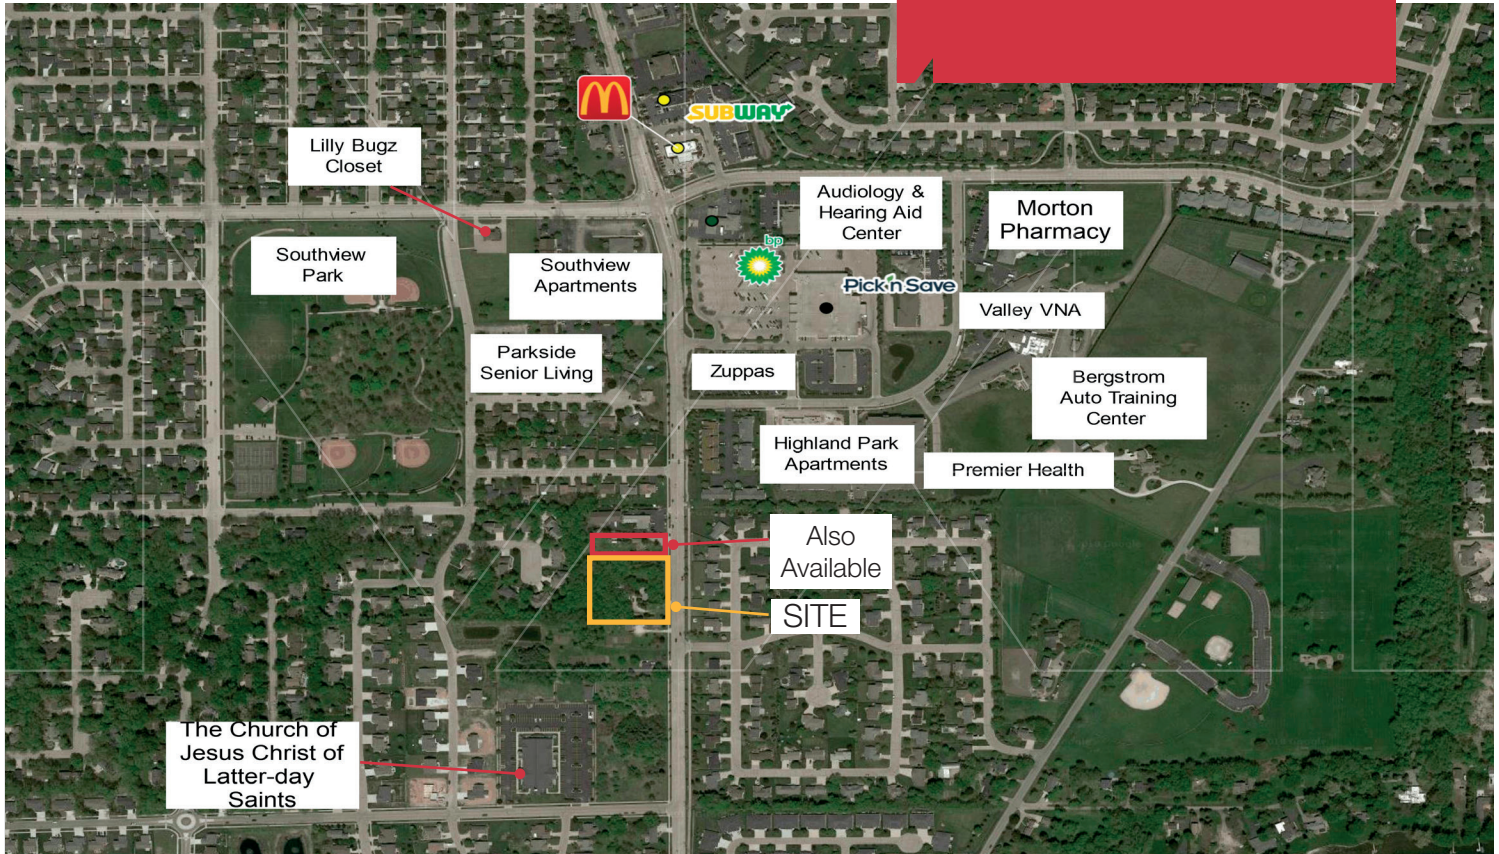 SUBWAY
Lilly Bugz
Closet
Audiology &
Hearing Aid
Center
Morton
Pharmacy
Southview
Park
Southview
Apartments
bp
Pick'n Save
Valley VNA
Parkside
Senior Living
Zuppas
Bergstrom
Auto Training
Center
Highland Park
Apartments
Premier Health
Also
Available
SITE
The Church of
Jesus Christ of
Latter-day
Saints